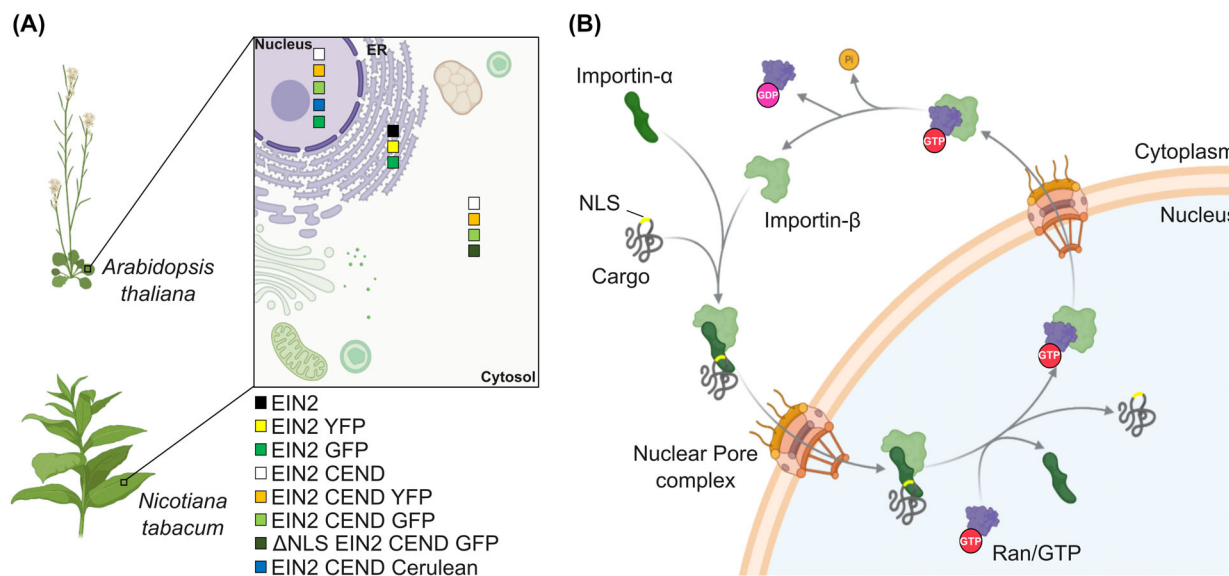 (A)
Nucleus
ER
Cytosol
Arabidopsis
thaliana
Nicotiana
tabacum
EIN2
EIN2 YFP
EIN2 GFP
EIN2 CEND
EIN2 CEND YFP
EIN2 CEND GFP
ΔNLS EIN2 CEND GFP
EIN2 CEND Cerulean
(B)
Importin-α
GDP
Pi
GTP
Cytoplasm
Nucleus
NLS
Importin-β
Cargo
GTP
Nuclear Pore
complex
GTP
Ran/GTP